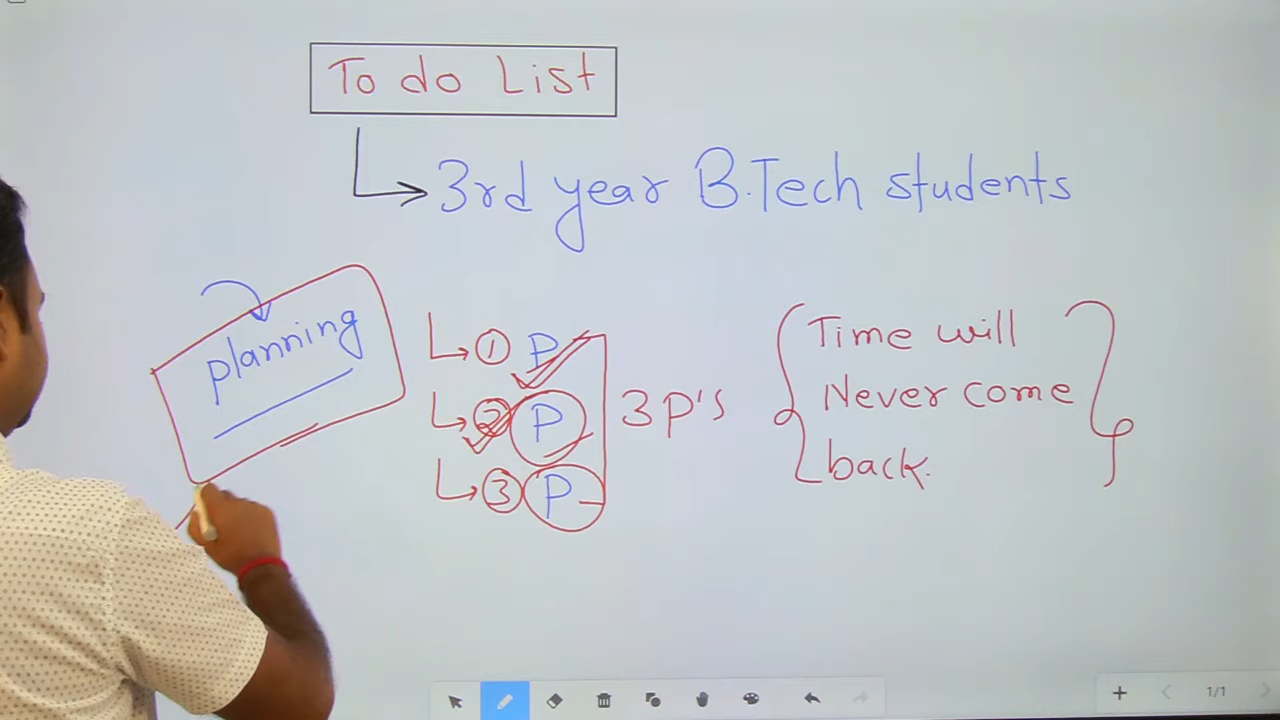 To do List
3rd year B.Tech students
planning
1 P
2 P
3 P
3 P's
Time will
Never come
back.
1/1